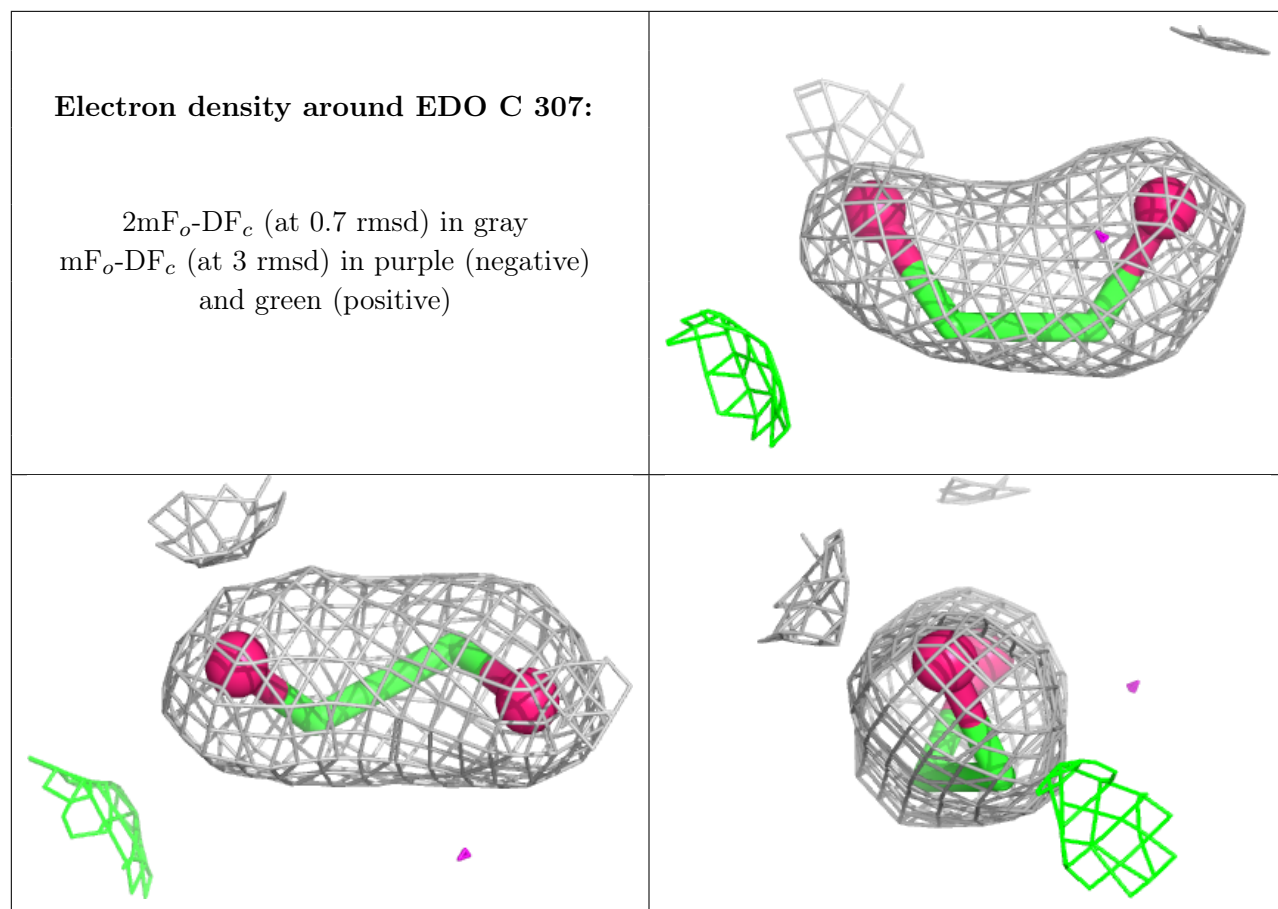 Electron density around EDO C 307:
2mFₒ-DF𝒸 (at 0.7 rmsd) in gray
mFₒ-DF𝒸 (at 3 rmsd) in purple (negative)
and green (positive)